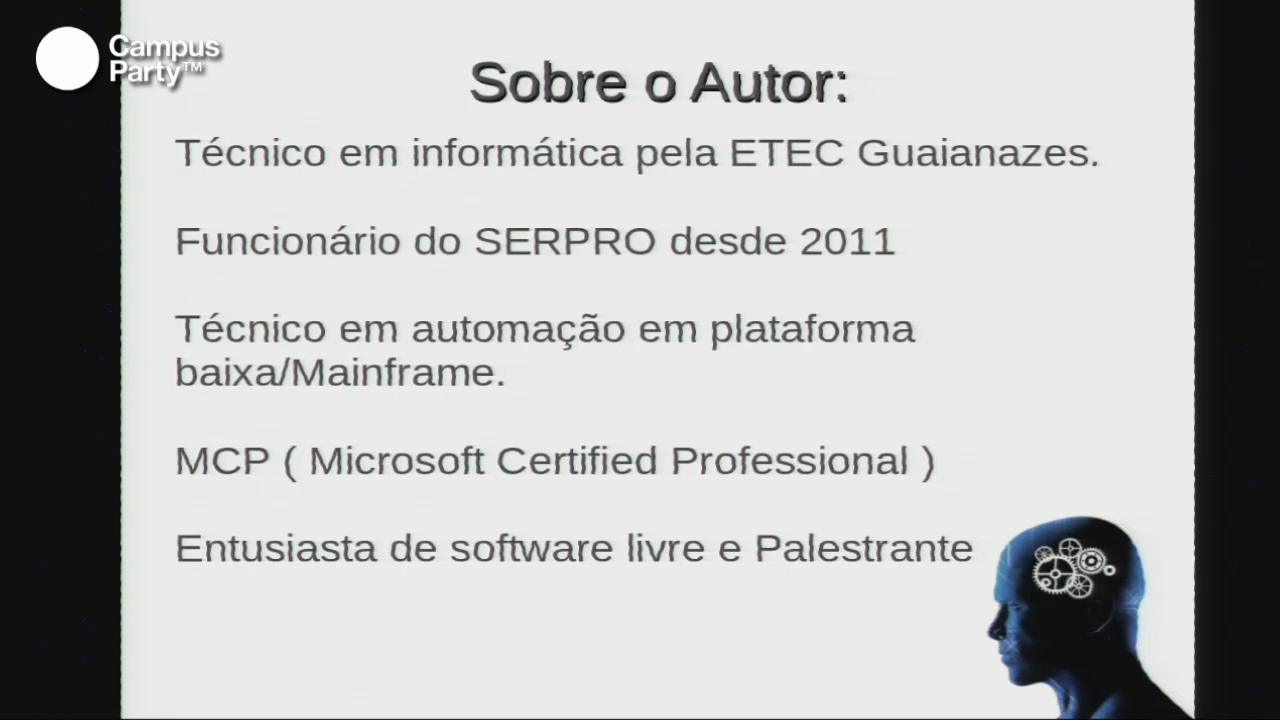 Campus
Party™
Sobre o Autor:
Técnico em informática pela ETEC Guaianazes.
Funcionário do SERPRO desde 2011
Técnico em automação em plataforma
baixa/Mainframe.
MCP ( Microsoft Certified Professional )
Entusiasta de software livre e Palestrante